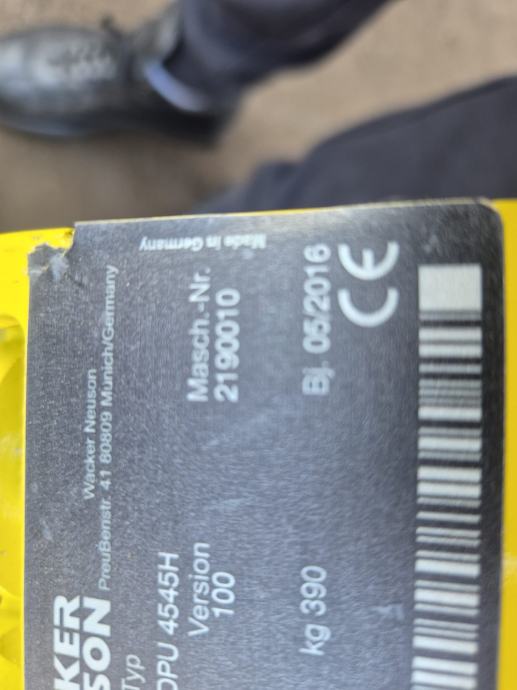 KER
SON
Wacker Neuson
Preußenstr. 41 80809 Munich/Germany
Made in Germany
Typ
DPU 4545H
Version
100
Masch.-Nr.
2190010
kg 390
Bj. 05/2016
CE